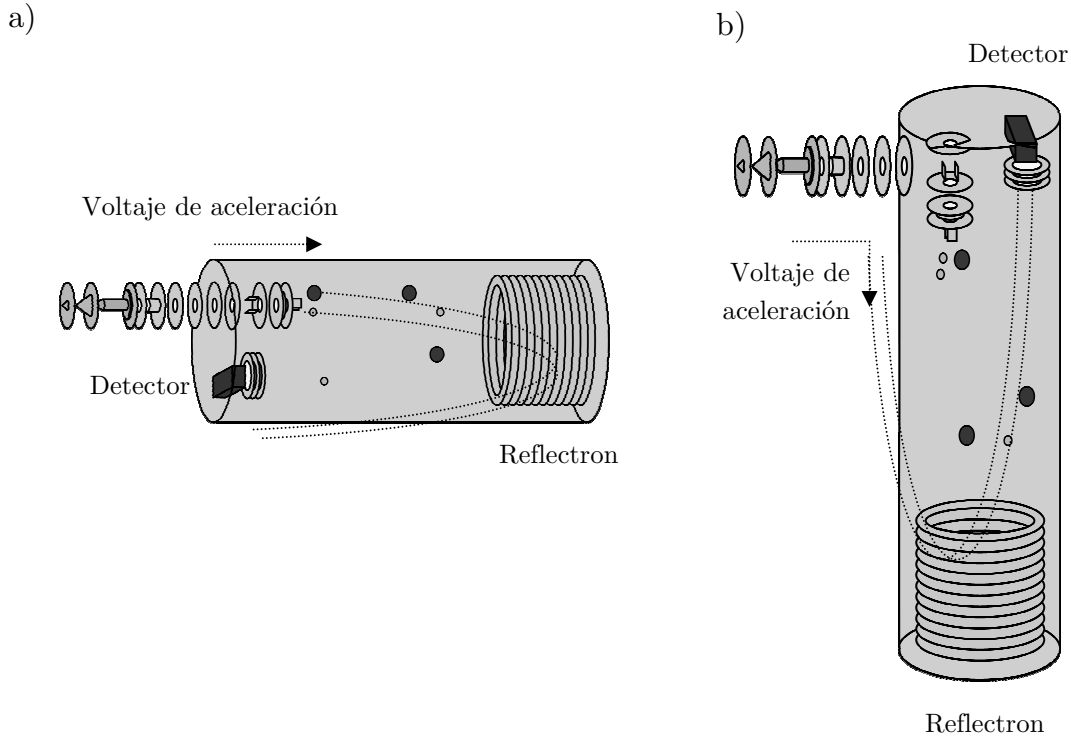 a)
Voltaje de aceleración
Detector
Reflectron
b)
Detector
Voltaje de
aceleración
Reflectron